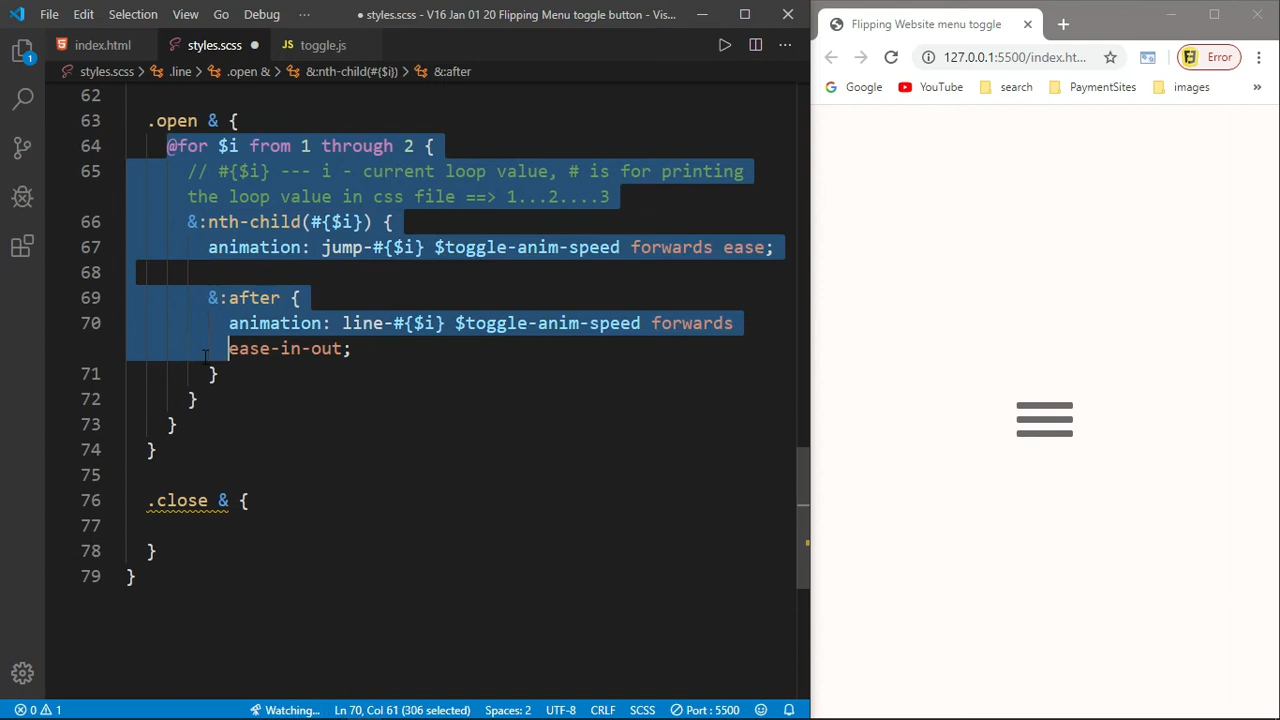 File Edit Selection View Go Debug ··· ● styles.scss - V16 Jan 01 20 Flipping Menu toggle button - Vis...
Flipping Website menu toggle
index.html styles.scss ● JS toggle.js
127.0.0.1:5500/index.ht... Error
styles.scss > .line > .open & > &:nth-child(#{$i}) > &:after
Google YouTube search PaymentSites images »
62
63 .open & {
64 @for $i from 1 through 2 {
65 // #{$i} --- i - current loop value, # is for printing
the loop value in css file ==> 1...2....3
66 &:nth-child(#{$i}) {
67 animation: jump-#{$i} $toggle-anim-speed forwards ease;
68
69 &:after {
70 animation: line-#{$i} $toggle-anim-speed forwards
ease-in-out;
71 }
72 }
73 }
74 }
75
76 .close & {
77
78 }
79 }
1
0 1 Watching... Ln 70, Col 61 (306 selected) Spaces: 2 UTF-8 CRLF SCSS Port : 5500